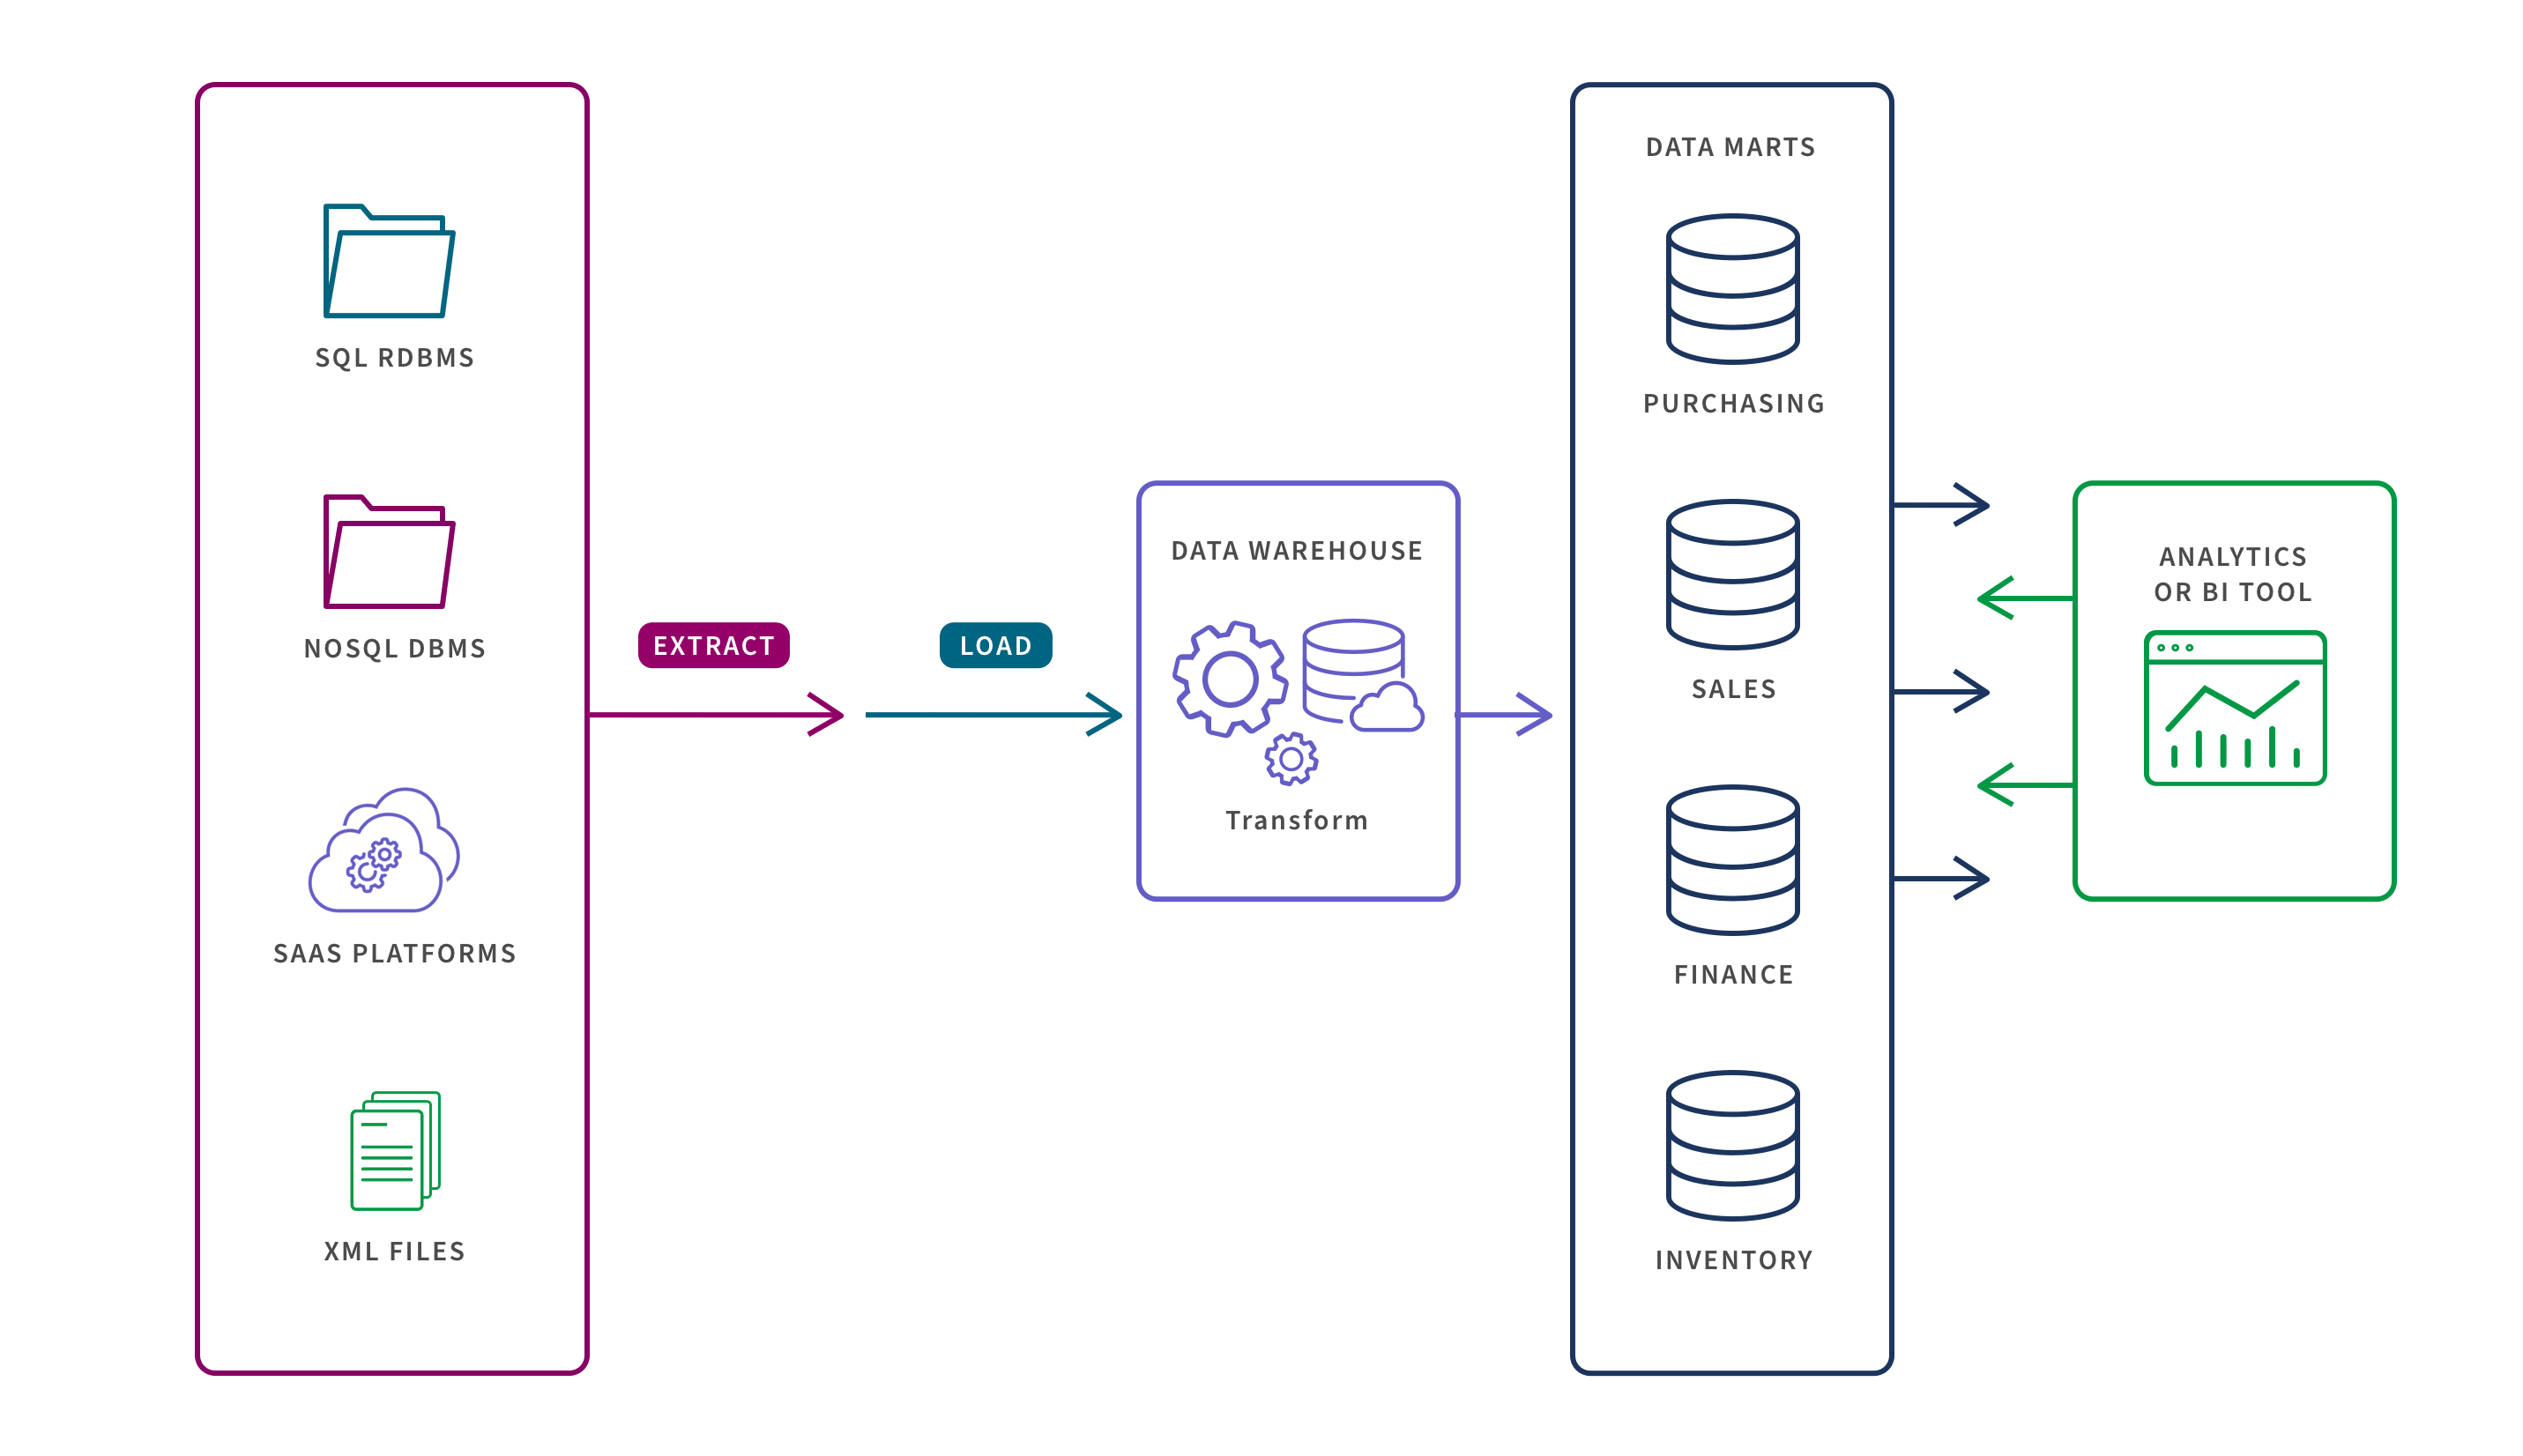 SQL RDBMS
NOSQL DBMS
SAAS PLATFORMS
XML FILES
EXTRACT
LOAD
DATA WAREHOUSE
Transform
DATA MARTS
PURCHASING
SALES
FINANCE
INVENTORY
ANALYTICS
OR BI TOOL